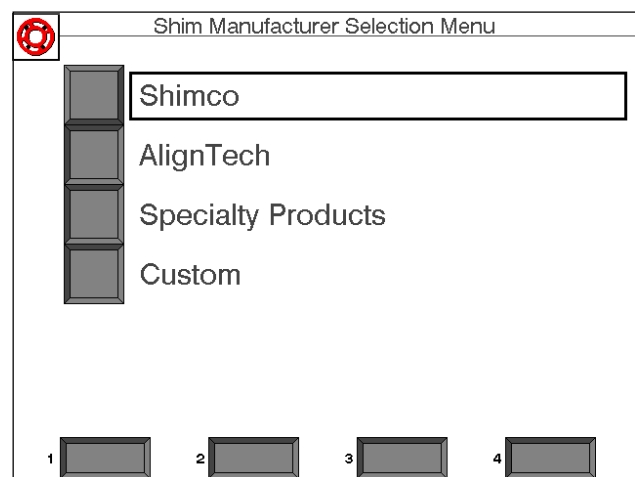 Shim Manufacturer Selection Menu
Shimco
AlignTech
Specialty Products
Custom
1 2 3 4